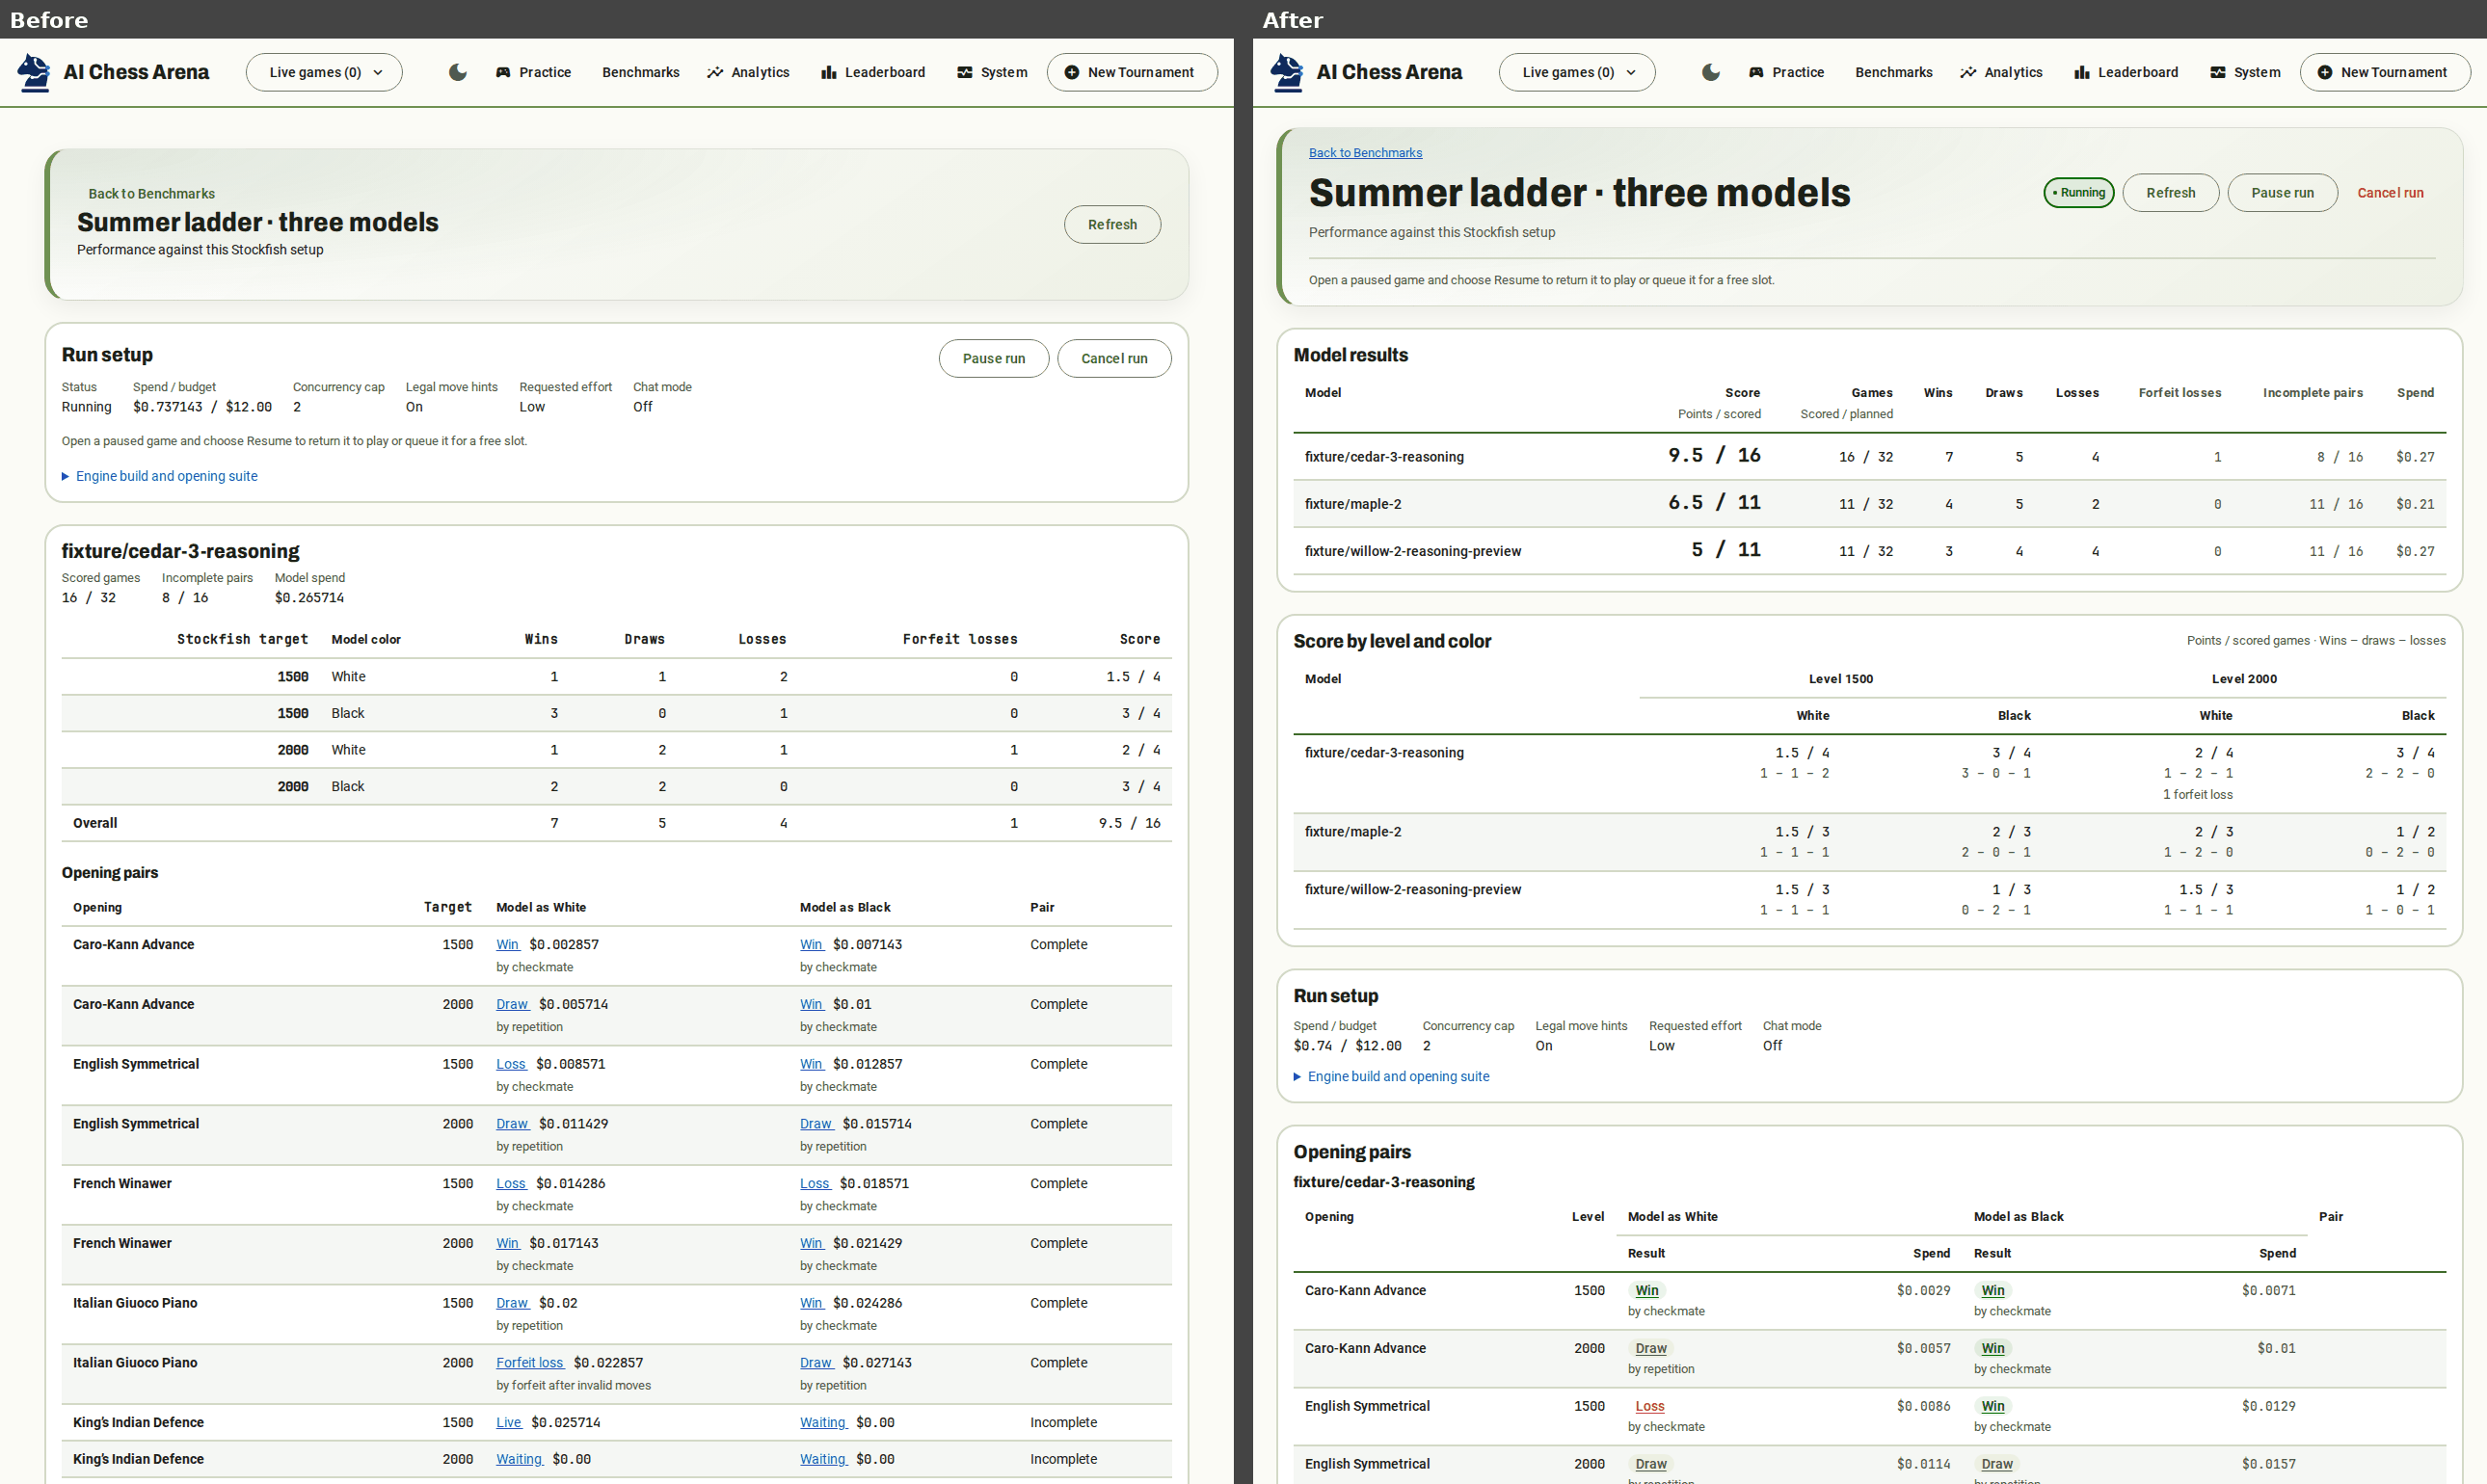 Before
AI Chess Arena
Live games (0)
Practice
Benchmarks
Analytics
Leaderboard
System
New Tournament
Back to Benchmarks
Summer ladder · three models
Performance against this Stockfish setup
Refresh
Run setup
Pause run
Cancel run
Status Spend / budget Concurrency cap Legal move hints Requested effort Chat mode
Running $0.737143 / $12.00 2 On Low Off
Open a paused game and choose Resume to return it to play or queue it for a free slot.
Engine build and opening suite
fixture/cedar-3-reasoning
Scored games Incomplete pairs Model spend
16 / 32 8 / 16 $0.265714
Stockfish target Model color Wins Draws Losses Forfeit losses Score
1500 White 1 1 2 0 1.5 / 4
1500 Black 3 0 1 0 3 / 4
2000 White 1 2 1 1 2 / 4
2000 Black 2 2 0 0 3 / 4
Overall 7 5 4 1 9.5 / 16
Opening pairs
Opening Target Model as White Model as Black Pair
Caro-Kann Advance 1500 Win $0.002857 Win $0.007143 Complete
by checkmate by checkmate
Caro-Kann Advance 2000 Draw $0.005714 Win $0.01 Complete
by repetition by checkmate
English Symmetrical 1500 Loss $0.008571 Win $0.012857 Complete
by checkmate by checkmate
English Symmetrical 2000 Draw $0.011429 Draw $0.015714 Complete
by repetition by repetition
French Winawer 1500 Loss $0.014286 Loss $0.018571 Complete
by checkmate by checkmate
French Winawer 2000 Win $0.017143 Win $0.021429 Complete
by checkmate by checkmate
Italian Giuoco Piano 1500 Draw $0.02 Win $0.024286 Complete
by repetition by checkmate
Italian Giuoco Piano 2000 Forfeit loss $0.022857 Draw $0.027143 Complete
by forfeit after invalid moves by repetition
King's Indian Defence 1500 Live $0.025714 Waiting $0.00 Incomplete
King's Indian Defence 2000 Waiting $0.00 Waiting $0.00 Incomplete
After
AI Chess Arena
Live games (0)
Practice
Benchmarks
Analytics
Leaderboard
System
New Tournament
Back to Benchmarks
Summer ladder · three models
• Running
Refresh
Pause run
Cancel run
Performance against this Stockfish setup
Open a paused game and choose Resume to return it to play or queue it for a free slot.
Model results
Model Score Games Wins Draws Losses Forfeit losses Incomplete pairs Spend
Points / scored Scored / planned
fixture/cedar-3-reasoning 9.5 / 16 16 / 32 7 5 4 1 8 / 16 $0.27
fixture/maple-2 6.5 / 11 11 / 32 4 5 2 0 11 / 16 $0.21
fixture/willow-2-reasoning-preview 5 / 11 11 / 32 3 4 4 0 11 / 16 $0.27
Score by level and color
Points / scored games · Wins – draws – losses
Model Level 1500 Level 2000
White Black White Black
fixture/cedar-3-reasoning 1.5 / 4 3 / 4 2 / 4 3 / 4
1 – 1 – 2 3 – 0 – 1 1 – 2 – 1 2 – 2 – 0
1 forfeit loss
fixture/maple-2 1.5 / 3 2 / 3 2 / 3 1 / 2
1 – 1 – 1 2 – 0 – 1 1 – 2 – 0 0 – 2 – 0
fixture/willow-2-reasoning-preview 1.5 / 3 1 / 3 1.5 / 3 1 / 2
1 – 1 – 1 0 – 2 – 1 1 – 1 – 1 1 – 0 – 1
Run setup
Spend / budget Concurrency cap Legal move hints Requested effort Chat mode
$0.74 / $12.00 2 On Low Off
Engine build and opening suite
Opening pairs
fixture/cedar-3-reasoning
Opening Level Model as White Model as Black Pair
Result Spend Result Spend
Caro-Kann Advance 1500 Win $0.0029 Win $0.0071
by checkmate by checkmate
Caro-Kann Advance 2000 Draw $0.0057 Win $0.01
by repetition by checkmate
English Symmetrical 1500 Loss $0.0086 Win $0.0129
by checkmate by checkmate
English Symmetrical 2000 Draw $0.0114 Draw $0.0157